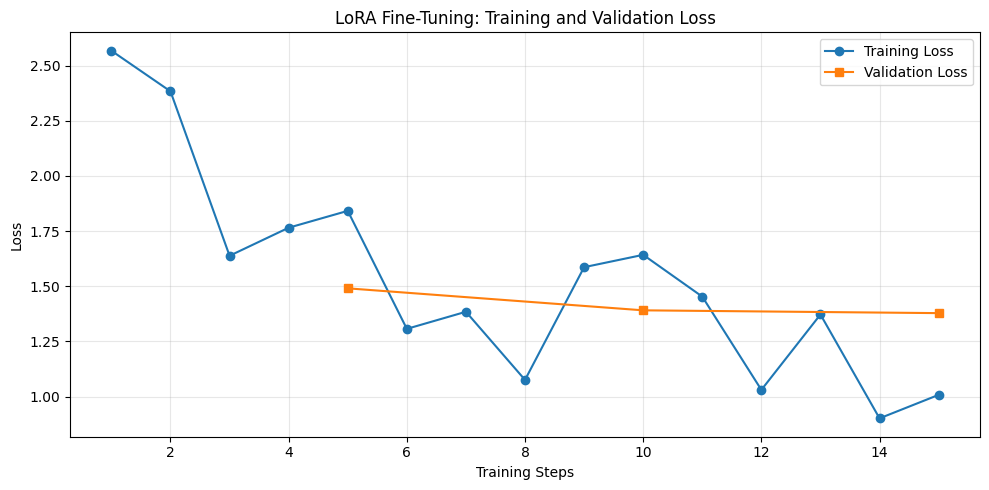 LoRA Fine-Tuning: Training and Validation Loss
Training Loss
Validation Loss
2.50
2.25
2.00
1.75
1.50
1.25
1.00
Loss
2 4 6 8 10 12 14
Training Steps